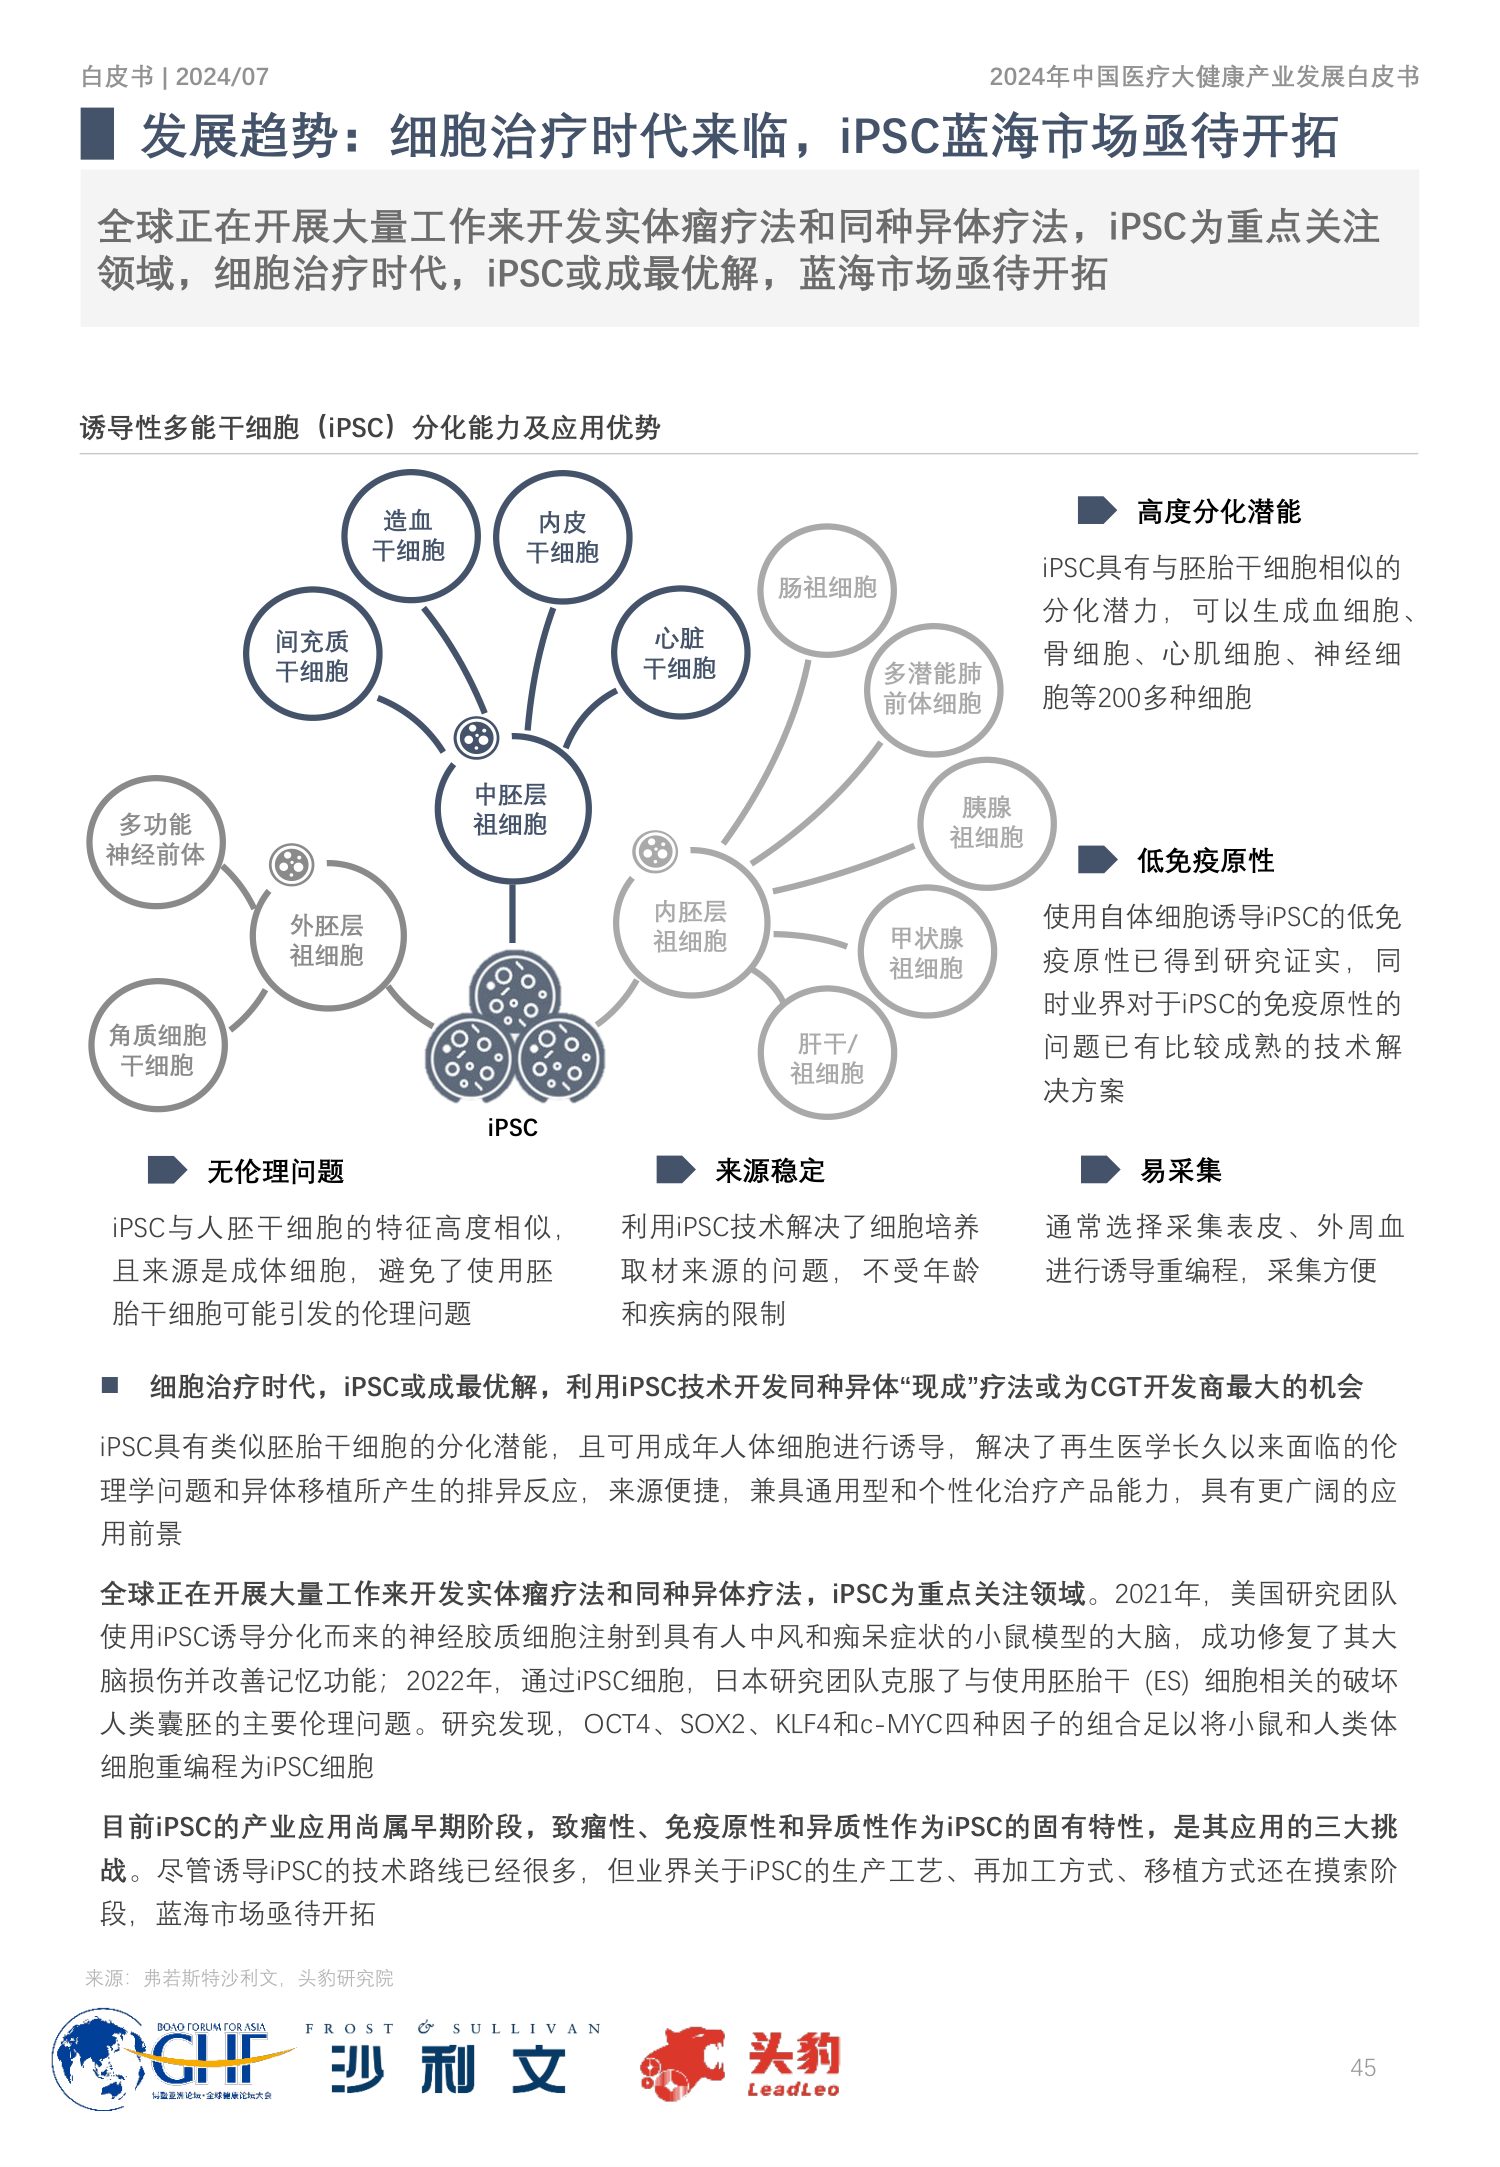 白皮书 | 2024/07
2024年中国医疗大健康产业发展白皮书
发展趋势：细胞治疗时代来临，iPSC蓝海市场亟待开拓
全球正在开展大量工作来开发实体瘤疗法和同种异体疗法，iPSC为重点关注
领域，细胞治疗时代，iPSC或成最优解，蓝海市场亟待开拓
诱导性多能干细胞（iPSC）分化能力及应用优势
造血
干细胞
内皮
干细胞
间充质
干细胞
心脏
干细胞
中胚层
祖细胞
肠祖细胞
多潜能肺
前体细胞
胰腺
祖细胞
甲状腺
祖细胞
肝干/
祖细胞
内胚层
祖细胞
多功能
神经前体
外胚层
祖细胞
角质细胞
干细胞
iPSC
高度分化潜能
iPSC具有与胚胎干细胞相似的
分化潜力，可以生成血细胞、
骨细胞、心肌细胞、神经细
胞等200多种细胞
低免疫原性
使用自体细胞诱导iPSC的低免
疫原性已得到研究证实，同
时业界对于iPSC的免疫原性的
问题已有比较成熟的技术解
决方案
无伦理问题
iPSC与人胚干细胞的特征高度相似，
且来源是成体细胞，避免了使用胚
胎干细胞可能引发的伦理问题
来源稳定
利用iPSC技术解决了细胞培养
取材来源的问题，不受年龄
和疾病的限制
易采集
通常选择采集表皮、外周血
进行诱导重编程，采集方便
■ 细胞治疗时代，iPSC或成最优解，利用iPSC技术开发同种异体“现成”疗法或为CGT开发商最大的机会
iPSC具有类似胚胎干细胞的分化潜能，且可用成年人体细胞进行诱导，解决了再生医学长久以来面临的伦
理学问题和异体移植所产生的排异反应，来源便捷，兼具通用型和个性化治疗产品能力，具有更广阔的应
用前景
全球正在开展大量工作来开发实体瘤疗法和同种异体疗法，iPSC为重点关注领域。2021年，美国研究团队
使用iPSC诱导分化而来的神经胶质细胞注射到具有人中风和痴呆症状的小鼠模型的大脑，成功修复了其大
脑损伤并改善记忆功能；2022年，通过iPSC细胞，日本研究团队克服了与使用胚胎干 (ES) 细胞相关的破坏
人类囊胚的主要伦理问题。研究发现，OCT4、SOX2、KLF4和c-MYC四种因子的组合足以将小鼠和人类体
细胞重编程为iPSC细胞
目前iPSC的产业应用尚属早期阶段，致瘤性、免疫原性和异质性作为iPSC的固有特性，是其应用的三大挑
战。尽管诱导iPSC的技术路线已经很多，但业界关于iPSC的生产工艺、再加工方式、移植方式还在摸索阶
段，蓝海市场亟待开拓
来源：弗若斯特沙利文，头豹研究院
BOAO FORUM FOR ASIA
GHF
博鳌亚洲论坛·全球健康论坛大会
FROST & SULLIVAN
沙利文
头豹
LeadLeo
45